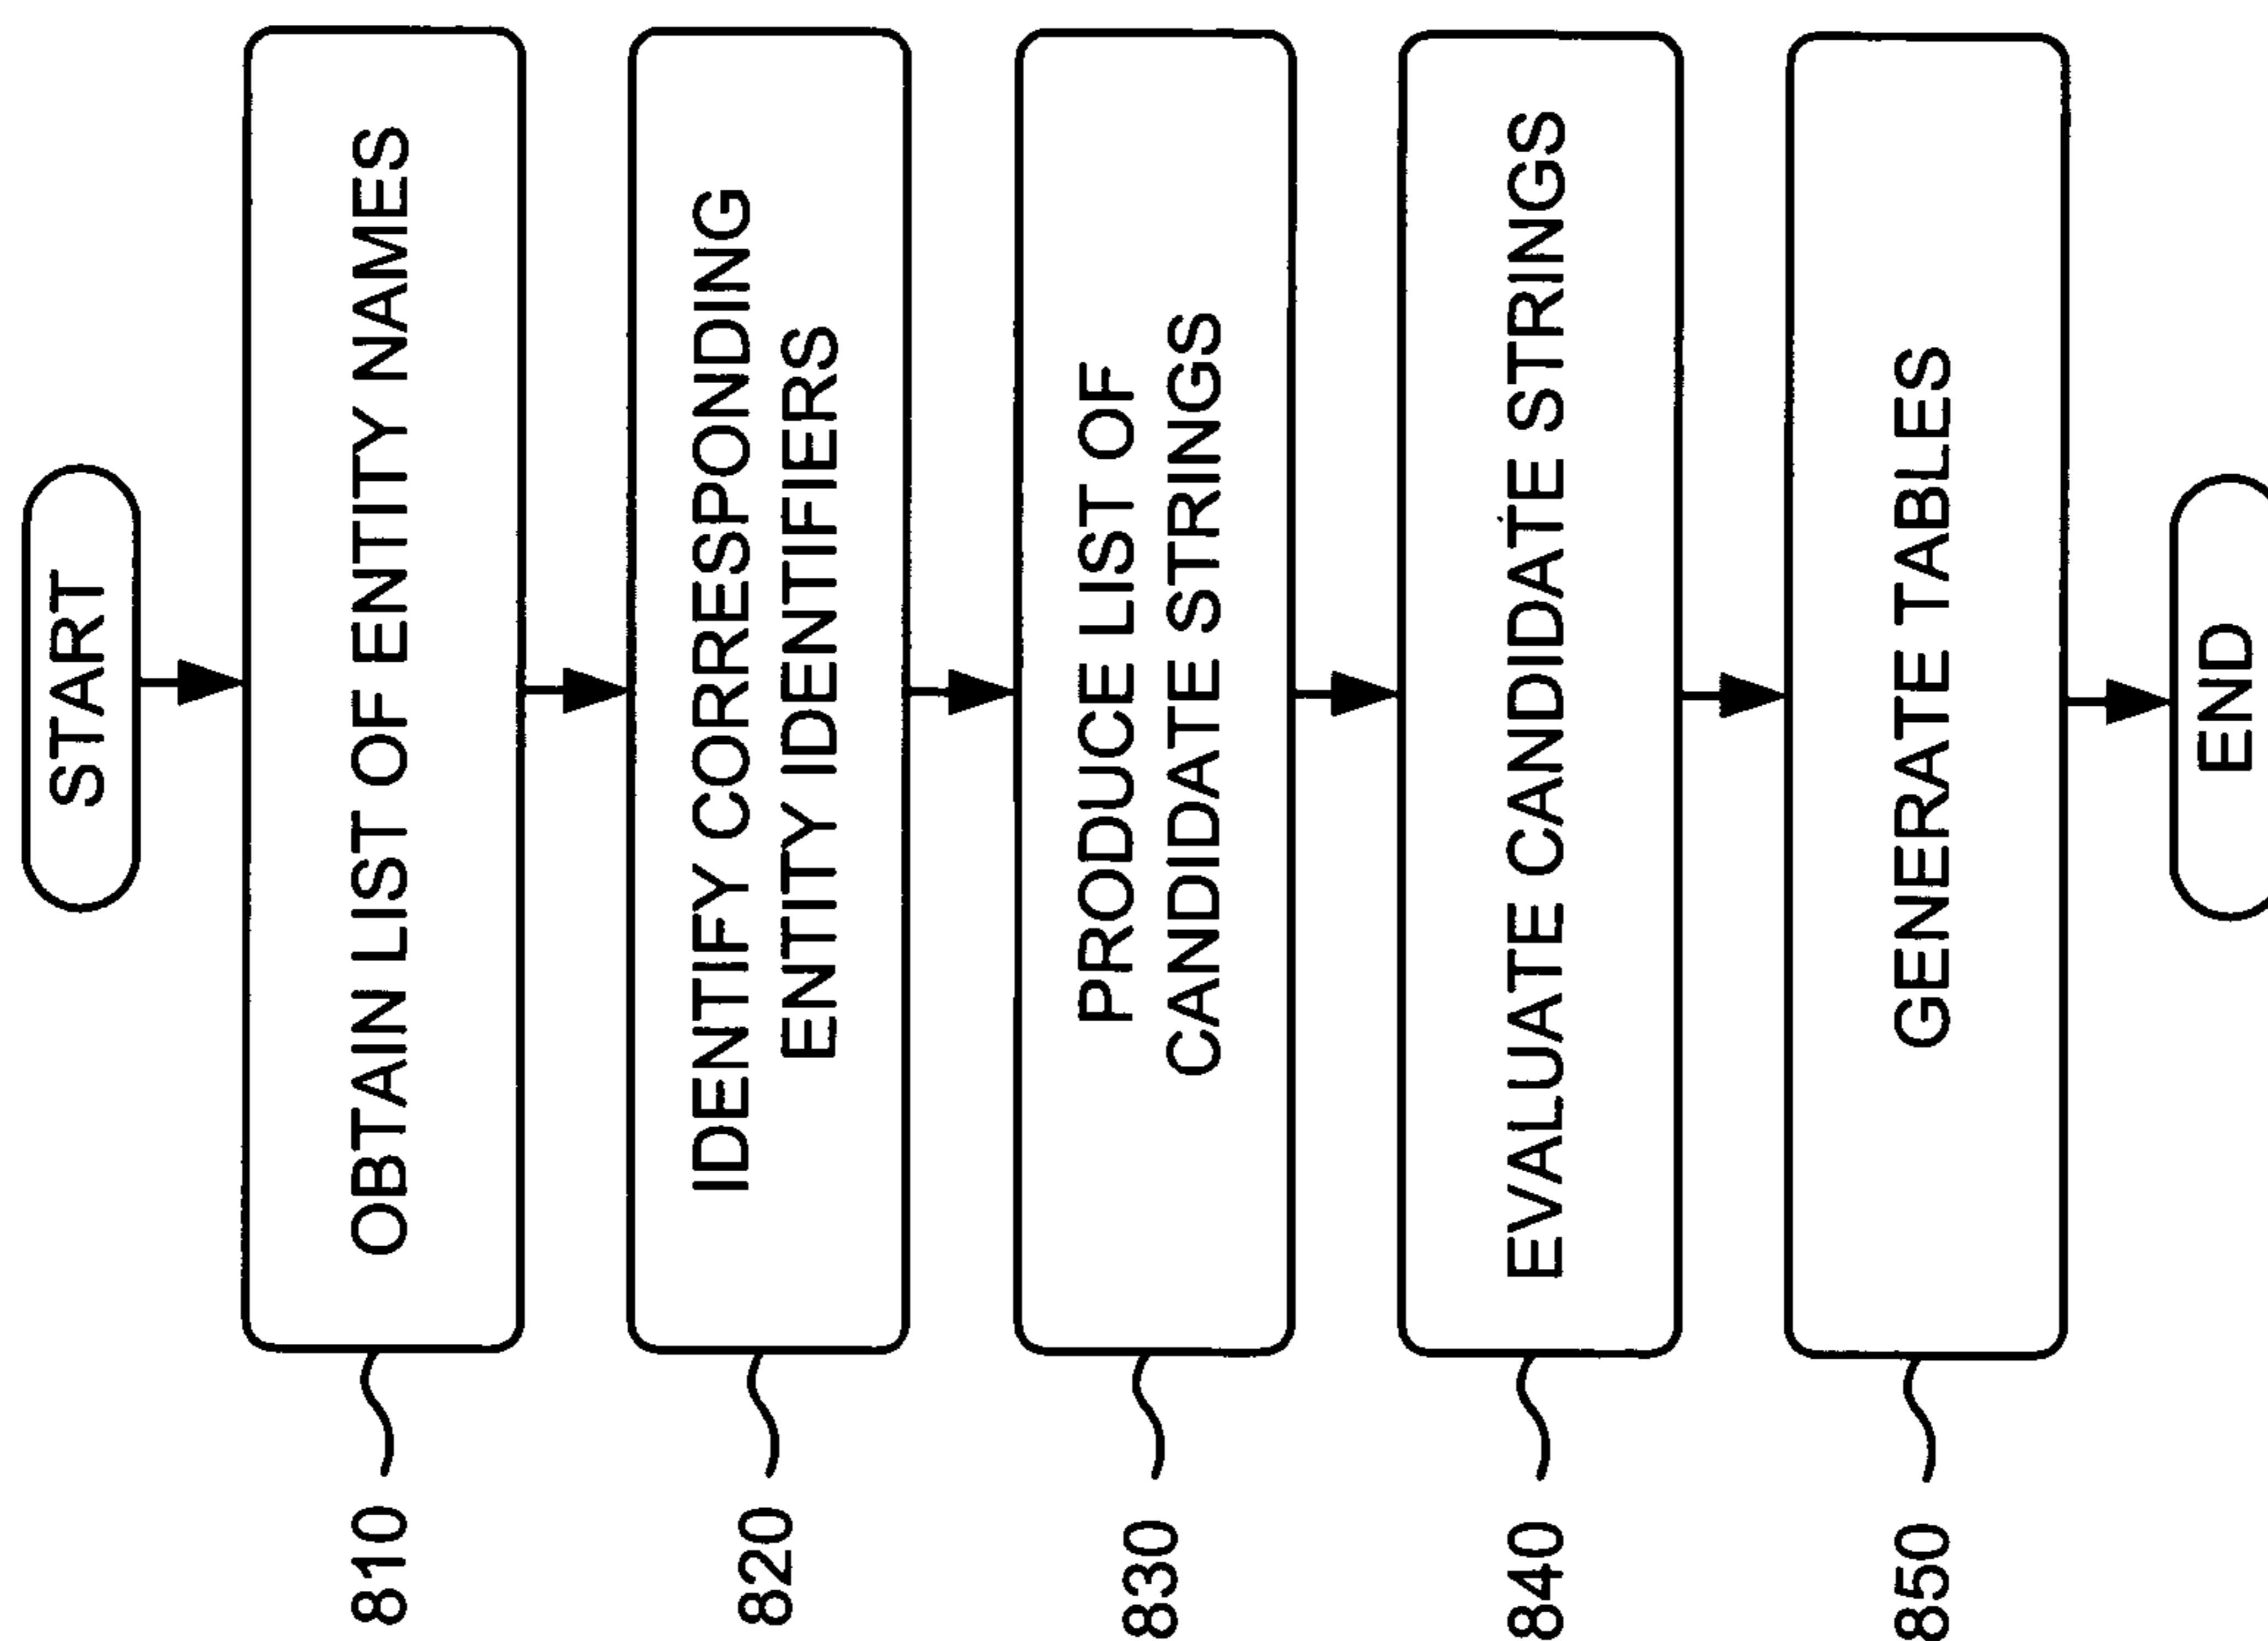 START
810
OBTAIN LIST OF ENTITY NAMES
820
IDENTIFY CORRESPONDING
ENTITY IDENTIFIERS
830
PRODUCE LIST OF
CANDIDATE STRINGS
840
EVALUATE CANDIDATE STRINGS
850
GENERATE TABLES
END